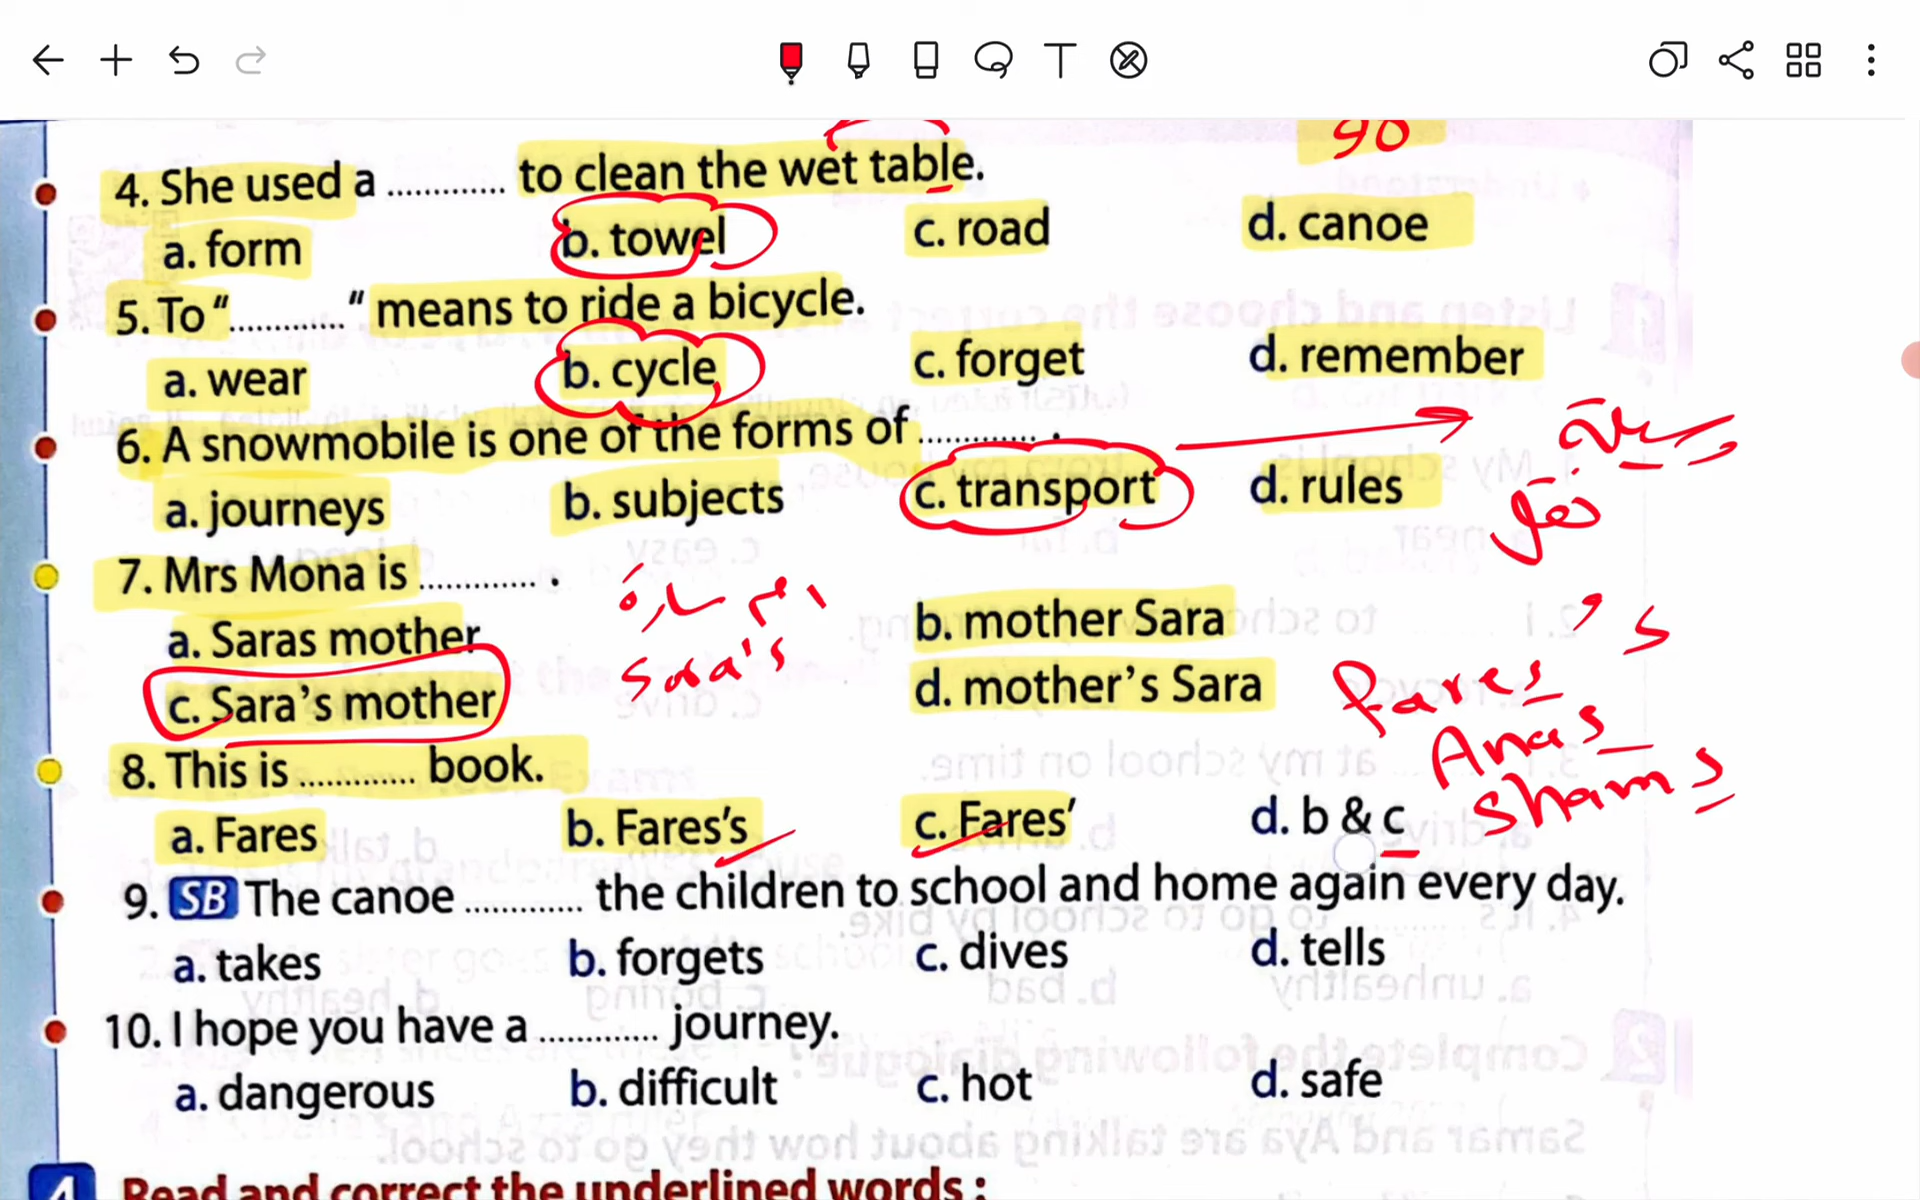 90
4. She used a ............. to clean the wet table.
a. form b. towel c. road d. canoe
5. To "............." means to ride a bicycle.
a. wear b. cycle c. forget d. remember
6. A snowmobile is one of the forms of ............. .
a. journeys b. subjects c. transport d. rules
7. Mrs Mona is ............. .
a. Saras mother b. mother Sara
Sara's
's
c. Sara's mother d. mother's Sara
Fares
Anas
Shams
8. This is ............. book.
a. Fares b. Fares's c. Fares' d. b & c
9. SB The canoe ............. the children to school and home again every day.
a. takes b. forgets c. dives d. tells
10. I hope you have a ............. journey.
a. dangerous b. difficult c. hot d. safe
4 Read and correct the underlined words :